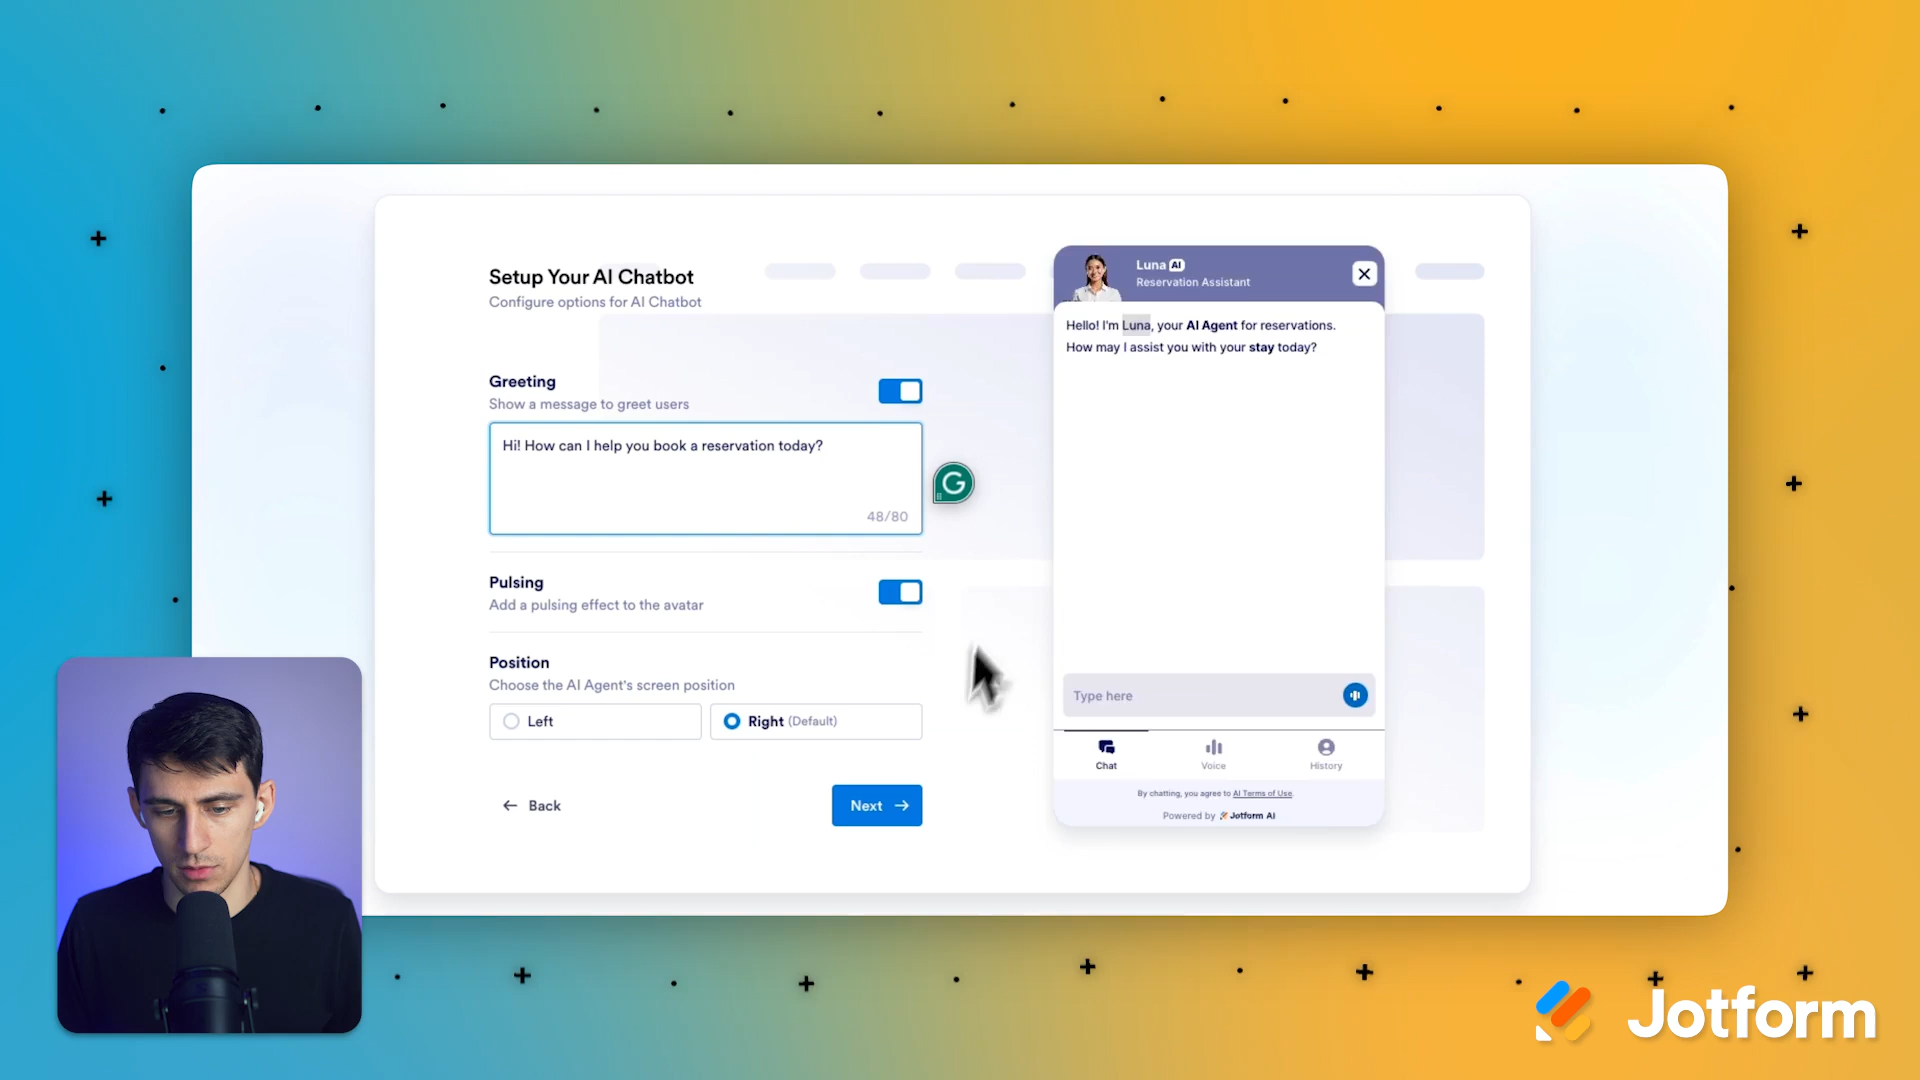 Setup Your AI Chatbot
Configure options for AI Chatbot
Greeting
Show a message to greet users
Hi! How can I help you book a reservation today?
48/80
G
Pulsing
Add a pulsing effect to the avatar
Position
Choose the AI Agent's screen position
Left
Right (Default)
Back
Next
Luna AI
Reservation Assistant
Hello! I'm Luna, your AI Agent for reservations.
How may I assist you with your stay today?
Type here
Chat
Voice
History
By chatting, you agree to AI Terms of Use.
Powered by Jotform AI
Jotform